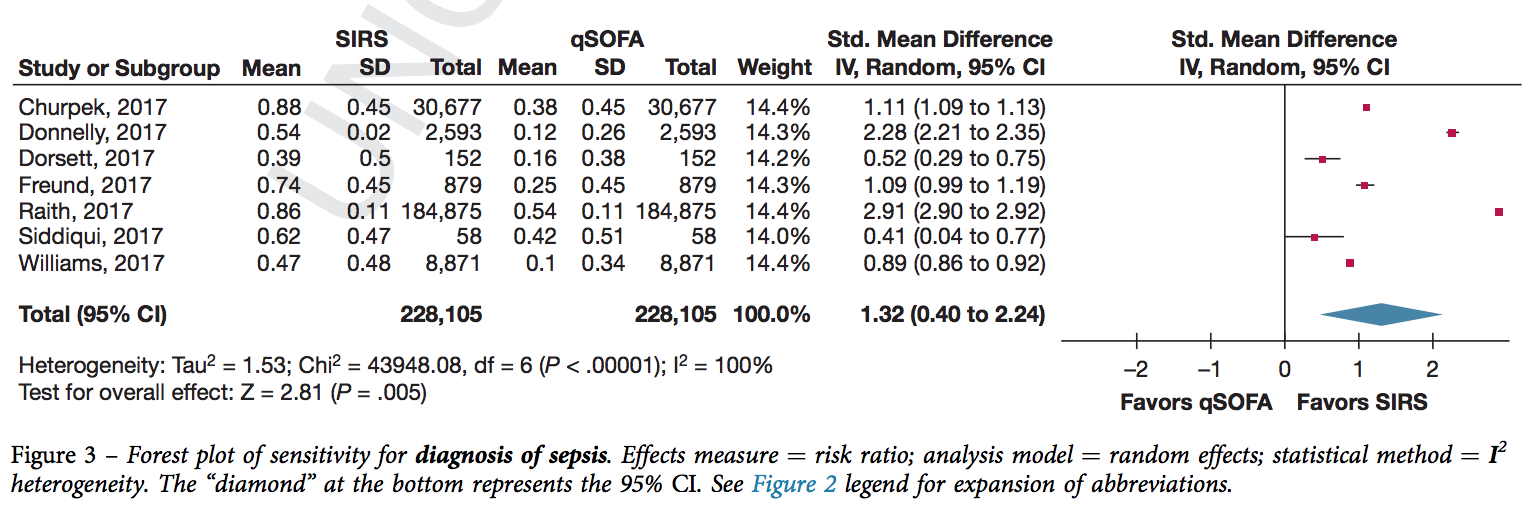 SIRS qSOFA Std. Mean Difference Std. Mean Difference
Study or Subgroup Mean SD Total Mean SD Total Weight IV, Random, 95% CI IV, Random, 95% CI
Churpek, 2017 0.88 0.45 30,677 0.38 0.45 30,677 14.4% 1.11 (1.09 to 1.13)
Donnelly, 2017 0.54 0.02 2,593 0.12 0.26 2,593 14.3% 2.28 (2.21 to 2.35)
Dorsett, 2017 0.39 0.5 152 0.16 0.38 152 14.2% 0.52 (0.29 to 0.75)
Freund, 2017 0.74 0.45 879 0.25 0.45 879 14.3% 1.09 (0.99 to 1.19)
Raith, 2017 0.86 0.11 184,875 0.54 0.11 184,875 14.4% 2.91 (2.90 to 2.92)
Siddiqui, 2017 0.62 0.47 58 0.42 0.51 58 14.0% 0.41 (0.04 to 0.77)
Williams, 2017 0.47 0.48 8,871 0.1 0.34 8,871 14.4% 0.89 (0.86 to 0.92)
Total (95% CI) 228,105 228,105 100.0% 1.32 (0.40 to 2.24)
Heterogeneity: Tau² = 1.53; Chi² = 43948.08, df = 6 (P < .00001); I² = 100%
Test for overall effect: Z = 2.81 (P = .005)
–2 –1 0 1 2
Favors qSOFA Favors SIRS
Figure 3 – Forest plot of sensitivity for diagnosis of sepsis. Effects measure = risk ratio; analysis model = random effects; statistical method = I²
heterogeneity. The “diamond” at the bottom represents the 95% CI. See Figure 2 legend for expansion of abbreviations.